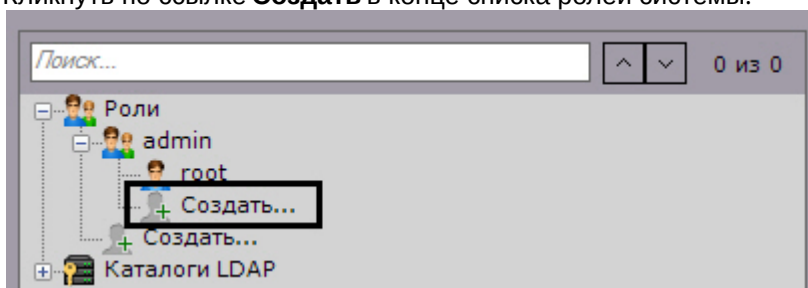 Кликнуть по ссылке Создать в конце списка ролей системы.
Поиск...
0 из 0
Роли
admin
root
Создать...
Создать...
Каталоги LDAP